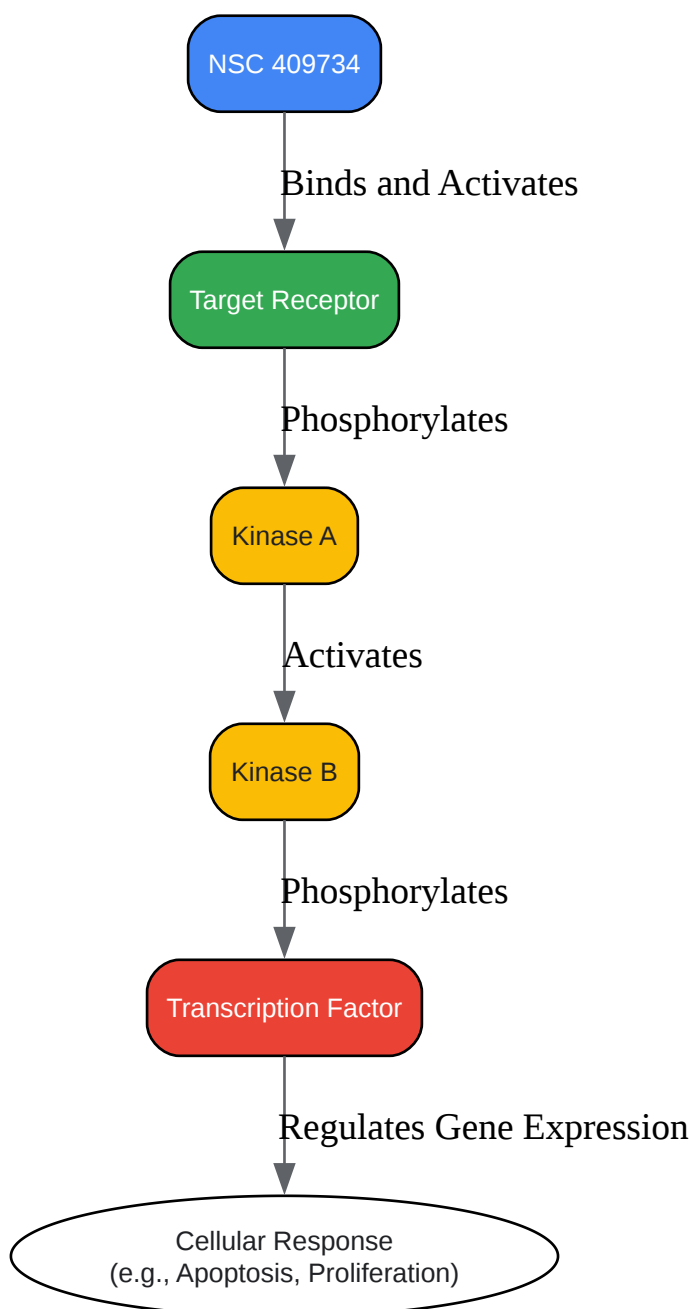 NSC 409734
Binds and Activates
Target Receptor
Phosphorylates
Kinase A
Activates
Kinase B
Phosphorylates
Transcription Factor
Regulates Gene Expression
Cellular Response
(e.g., Apoptosis, Proliferation)